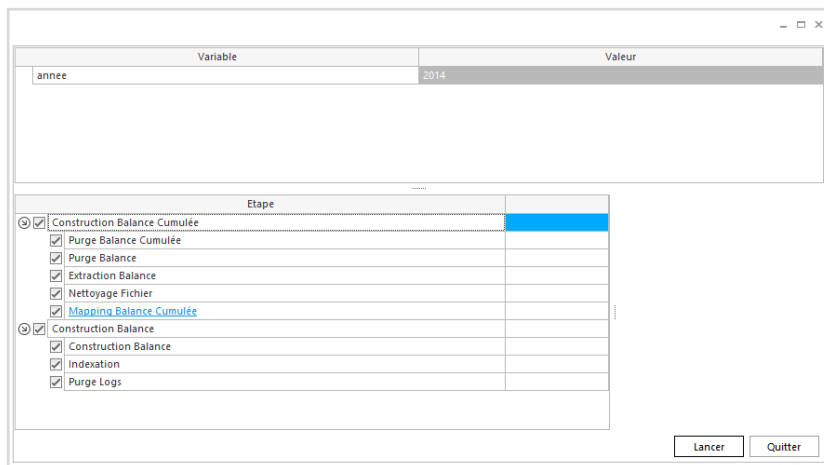 Variable Valeur
annee 2014
Etape
Construction Balance Cumulée
Purge Balance Cumulée
Purge Balance
Extraction Balance
Nettoyage Fichier
Mapping Balance Cumulée
Construction Balance
Construction Balance
Indexation
Purge Logs
Lancer Quitter